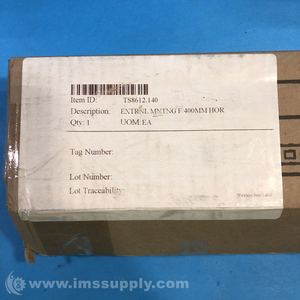 Item ID: TS8612.140
Description: EXTRNL MNTNG F 400MM HOR
Qty: 1 UOM: EA
Tag Number:
Lot Number:
Lot Traceability:
www.imssupply.com